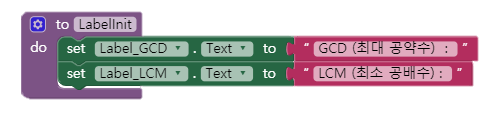 to LabelInit
do set Label_GCD . Text to " GCD (최대 공약수) : "
set Label_LCM . Text to " LCM (최소 공배수) : "